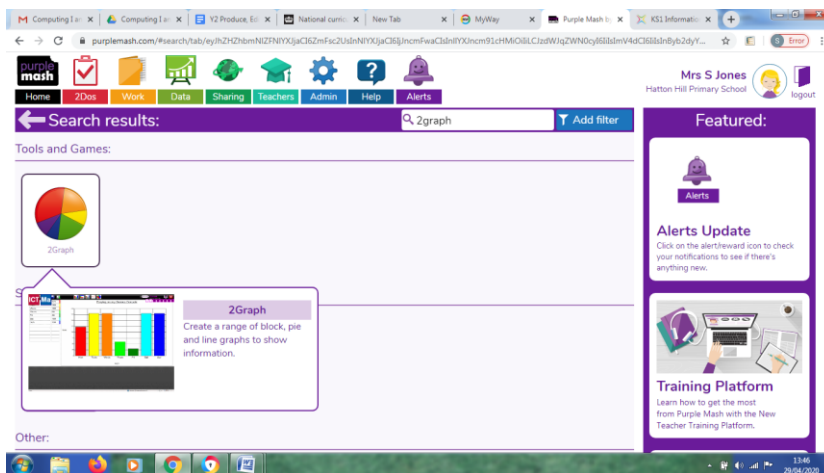 Computing I an
Computing I an
Y2 Produce, Edi
National curric
New Tab
MyWay
Purple Mash b
KS1 Informatic
purplemash.com/#search/tab/
Error
purple
mash
Home
2Dos
Work
Data
Sharing
Teachers
Admin
Help
Alerts
Mrs S Jones
Hatton Hill Primary School
logout
Search results:
2graph
Add filter
Featured:
Tools and Games:
2Graph
Alerts
Alerts Update
Click on the alert/reward icon to check
your notifications to see if there's
anything new.
2Graph
Create a range of block, pie
and line graphs to show
information.
Training Platform
Learn how to get the most
from Purple Mash with the New
Teacher Training Platform.
Other:
13:46
29/04/2020